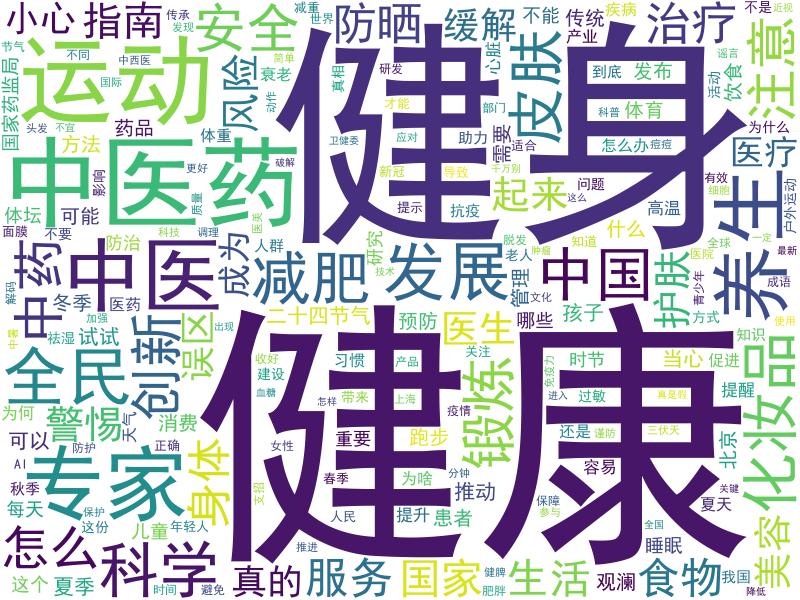 健身
健康
运动
中医药
中医
专家
养生
发展
全民
科学
创新
中药
减肥
中国
化妆品
锻炼
皮肤
安全
注意
治疗
防晒
缓解
指南
小心
风险
起来
医疗
护肤
医生
成为
误区
警惕
身体
怎么
服务
国家
生活
食物
美容
真的
二十四节气
传统
产业
不能
疾病
不是
近视
谣言
减重
世界
传承
发现
节气
不同
中西医
国际
简单
动作
衰老
真相
研发
心脏
才能
部门
到底
发布
活动
饮食
科普
体育
为什么
国家药监局
药品
方法
体重
头发
不宜
更好
破解
卫健委
应对
适合
助力
需要
怎么办
痘痘
有效
细胞
户外运动
影响
质量
新冠
导致
千万别
这么
问题
高温
提示
抗疫
体坛
可能
面膜
不要
防治
科技
调理
医美
人群
研究
脱发
肿瘤
老人
知道
什么
医院
全球
一定
最新
青少年
成语
技术
文化
管理
哪些
孩子
方式
知识
使用
解码
冬季
医药
祛湿
试试
出现
加强
中暑
预防
收好
习惯
关注
产品
免疫力
时节
当心
促进
提醒
为何
天气
消费
建设
血糖
带来
怎样
上海
疫情
进入
过敏
真是假
可以
AI
防护
正确
女性
重要
跑步
还是
谨防
三伏天
北京
秋季
每天
保护
这份
年轻人
儿童
支招
春季
人民
为啥
分钟
推动
提升
患者
容易
保障
参与
关键
夏天
全国
睡眠
这个
夏季
时间
避免
推进
健脾
肥胖
观澜
我国
降低